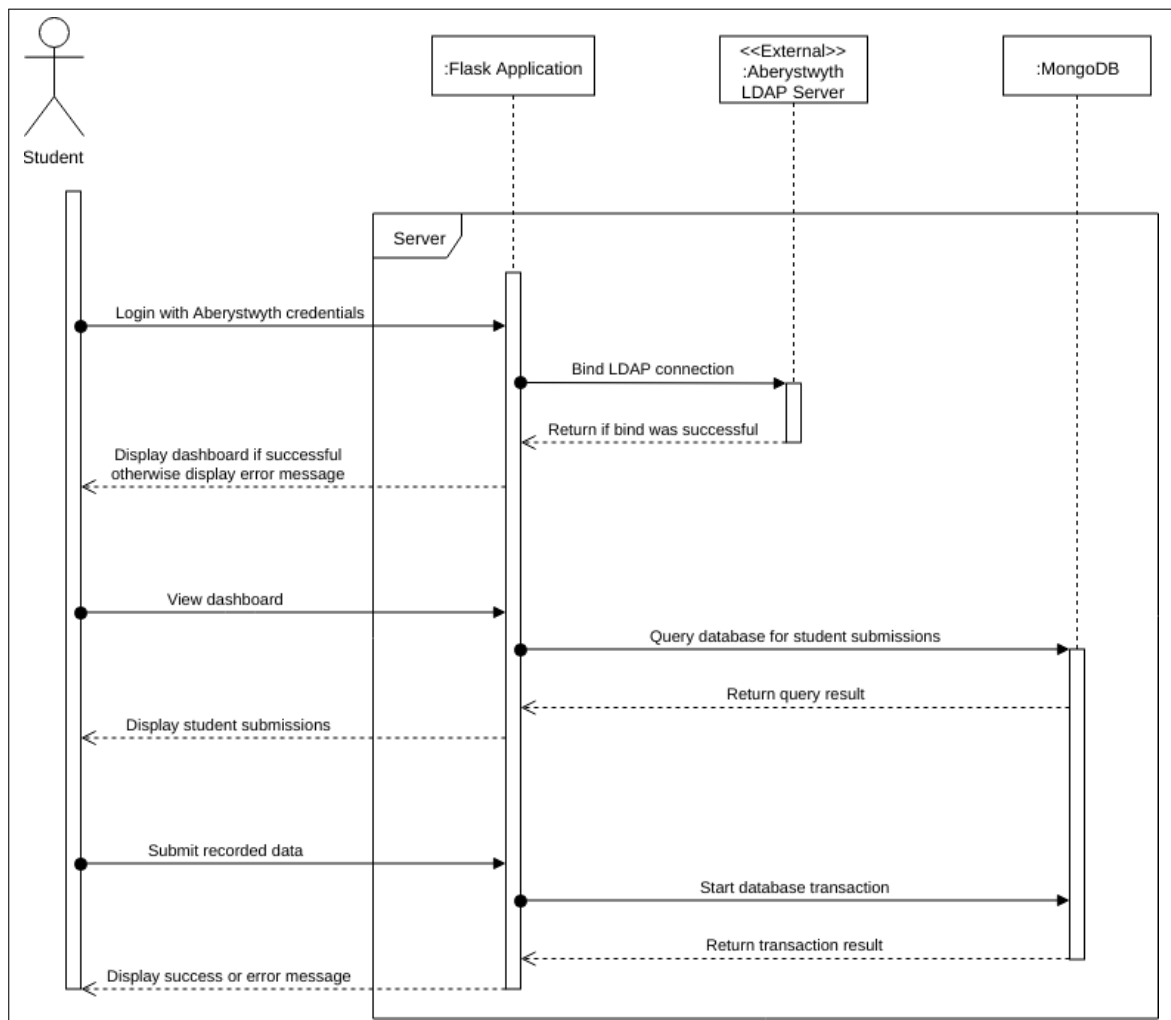 :Flask Application
<<External>>
:Aberystwyth
LDAP Server
:MongoDB
Student
Server
Login with Aberystwyth credentials
Bind LDAP connection
Return if bind was successful
Display dashboard if successful
otherwise display error message
View dashboard
Query database for student submissions
Return query result
Display student submissions
Submit recorded data
Start database transaction
Return transaction result
Display success or error message